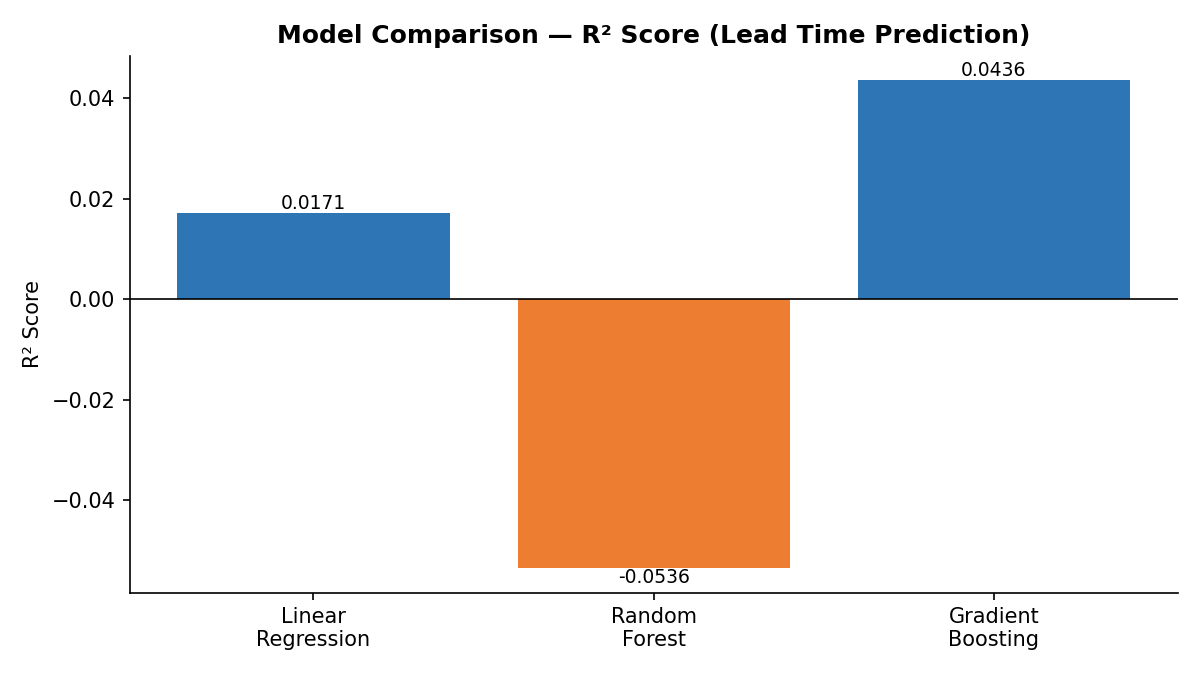 Model Comparison — R² Score (Lead Time Prediction)
R² Score
0.04
0.02
0.00
−0.02
−0.04
0.0171
-0.0536
0.0436
Linear
Regression
Random
Forest
Gradient
Boosting